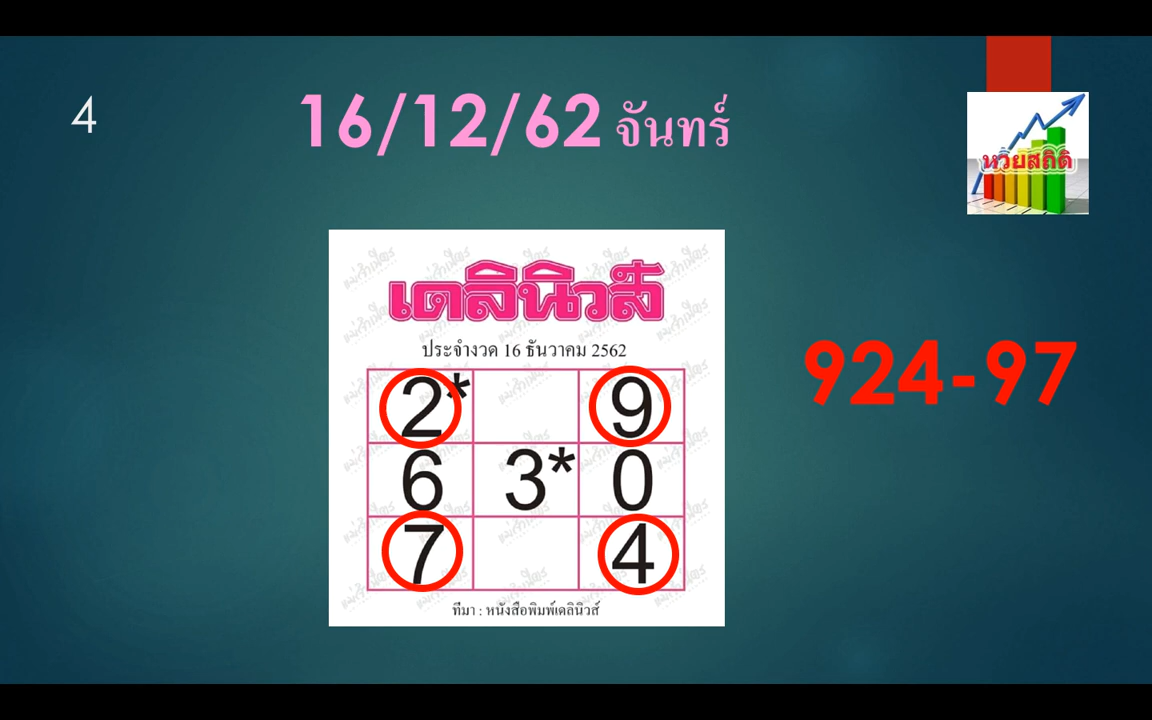 4
16/12/62 จันทร์
หวยสถิติ
เดลินิวส์
ประจำงวด 16 ธันวาคม 2562
2* 9
6 3* 0
7 4
ทีมา : หนังสือพิมพ์เดลินิวส์
924-97